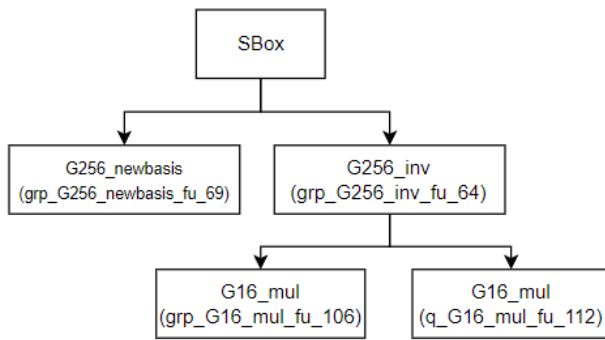 SBox
G256_newbasis
(grp_G256_newbasis_fu_69)
G256_inv
(grp_G256_inv_fu_64)
G16_mul
(grp_G16_mul_fu_106)
G16_mul
(q_G16_mul_fu_112)